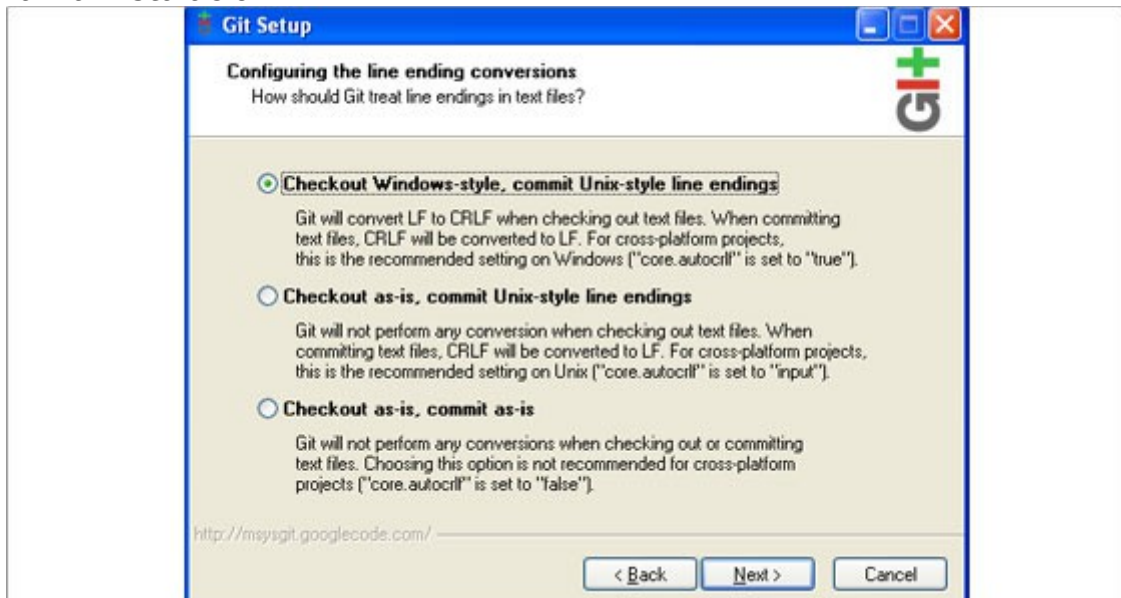 Git Setup
Configuring the line ending conversions
How should Git treat line endings in text files?
Git
Checkout Windows-style, commit Unix-style line endings
Git will convert LF to CRLF when checking out text files. When committing
text files, CRLF will be converted to LF. For cross-platform projects,
this is the recommended setting on Windows ("core.autocrlf" is set to "true").
Checkout as-is, commit Unix-style line endings
Git will not perform any conversion when checking out text files. When
committing text files, CRLF will be converted to LF. For cross-platform projects,
this is the recommended setting on Unix ("core.autocrlf" is set to "input").
Checkout as-is, commit as-is
Git will not perform any conversions when checking out or committing
text files. Choosing this option is not recommended for cross-platform
projects ("core.autocrlf" is set to "false").
http://msysgit.googlecode.com/
< Back
Next >
Cancel